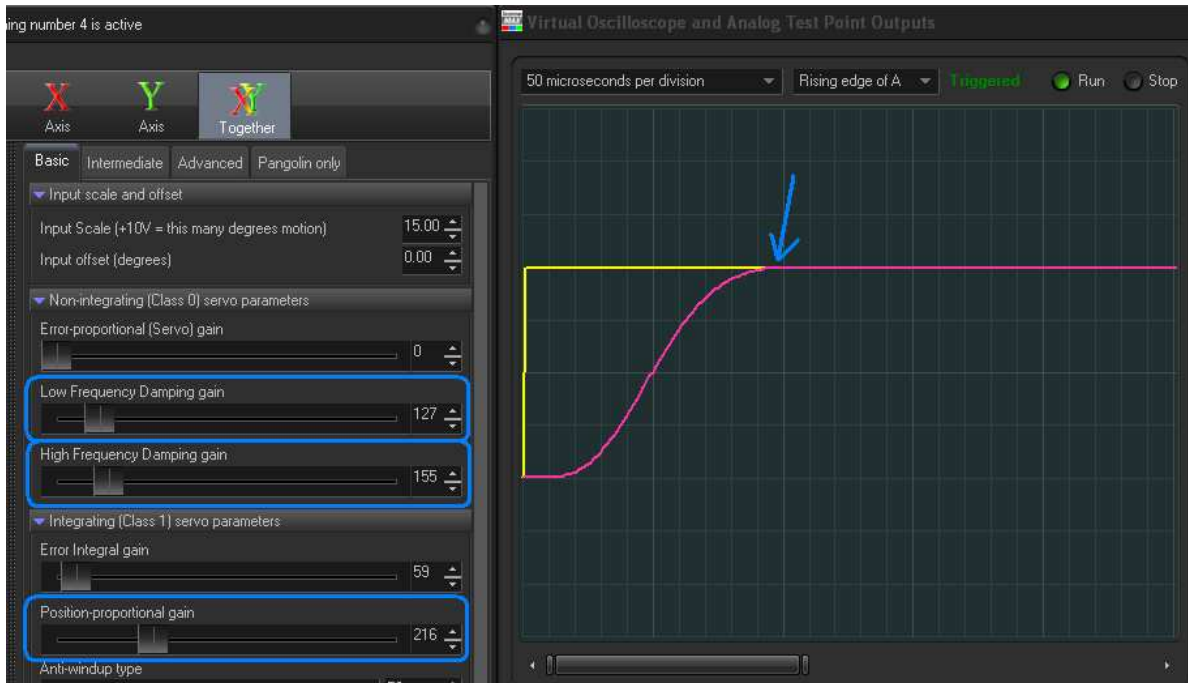 ing number 4 is active
Virtual Oscilloscope and Analog Test Point Outputs
X Y XY
Axis Axis Together
Basic Intermediate Advanced Pangolin only
Input scale and offset
Input Scale (+10V = this many degrees motion) 15.00
Input offset (degrees) 0.00
Non-integrating (Class 0) servo parameters
Error-proportional (Servo) gain
0
Low Frequency Damping gain
127
High Frequency Damping gain
155
Integrating (Class 1) servo parameters
Error Integral gain
59
Position-proportional gain
216
Anti-windup type
50 microseconds per division Rising edge of A Triggered Run Stop